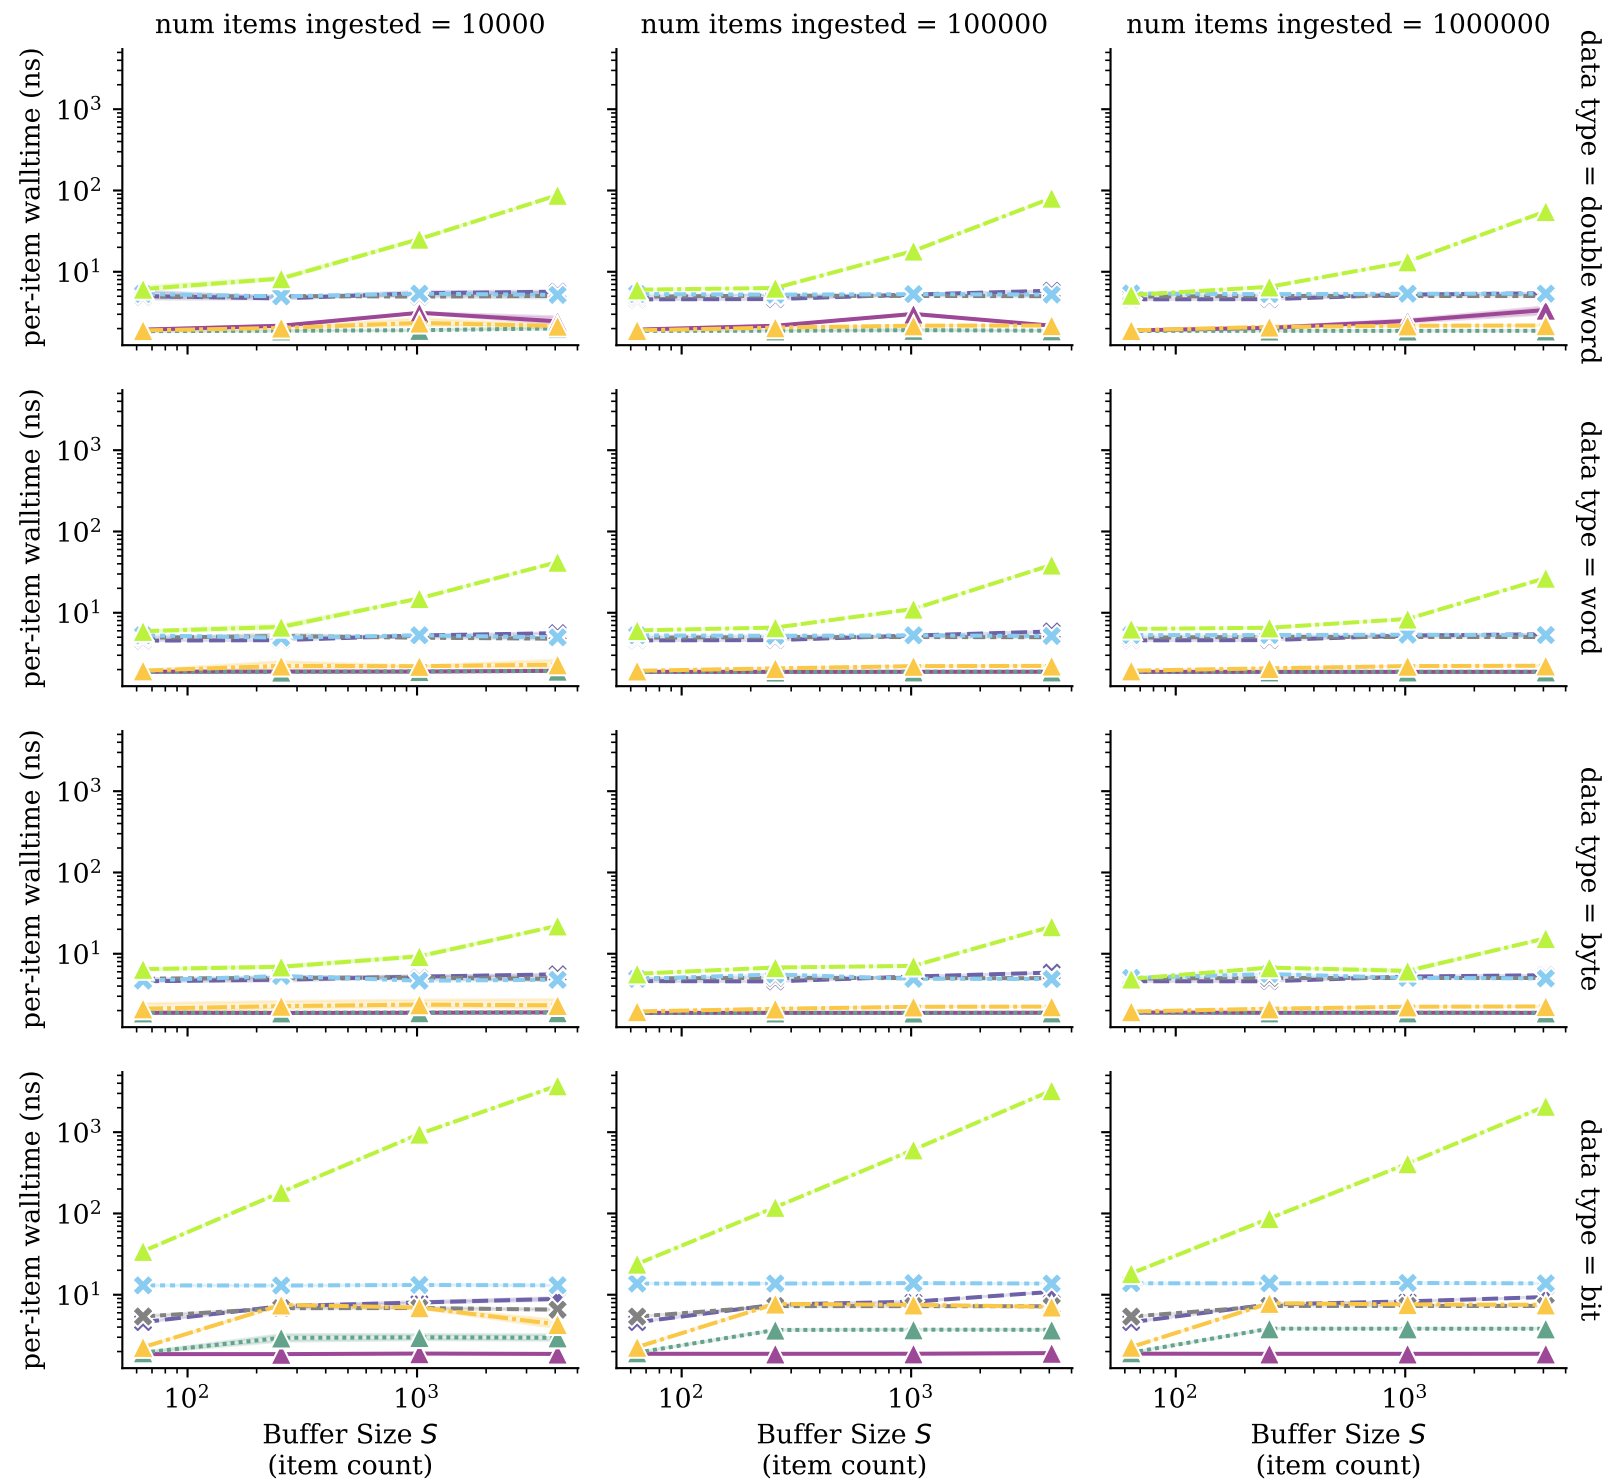 num items ingested = 10000
num items ingested = 100000
num items ingested = 1000000
per-item walltime (ns)
10³
10²
10¹
data type = double word
per-item walltime (ns)
10³
10²
10¹
data type = word
per-item walltime (ns)
10³
10²
10¹
data type = byte
per-item walltime (ns)
10³
10²
10¹
data type = bit
10² 10³
10² 10³
10² 10³
Buffer Size S
(item count)
Buffer Size S
(item count)
Buffer Size S
(item count)